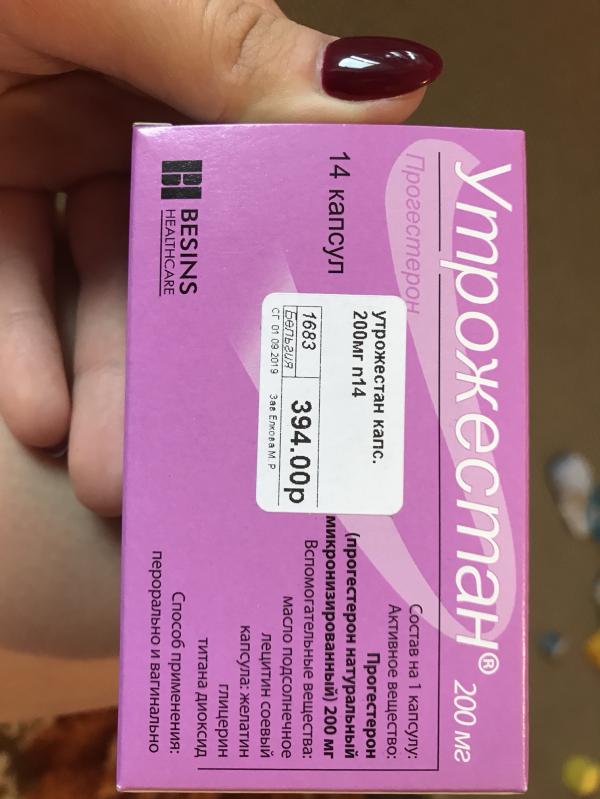 Утрожестан® 200 мг
Прогестерон
14 капсул
BESINS
HEALTHCARE
утрожестан капс.
200мг n14
1683
394.00р
Бельгия
СГ 01 09 2019 Зав Елкова М. Р
Состав на 1 капсулу:
Активное вещество:
Прогестерон
(прогестерон натуральный
микронизированный) 200 мг
Вспомогательные вещества:
масло подсолнечное
лецитин соевый
капсула: желатин
глицерин
титана диоксид
Способ применения:
перорально и вагинально